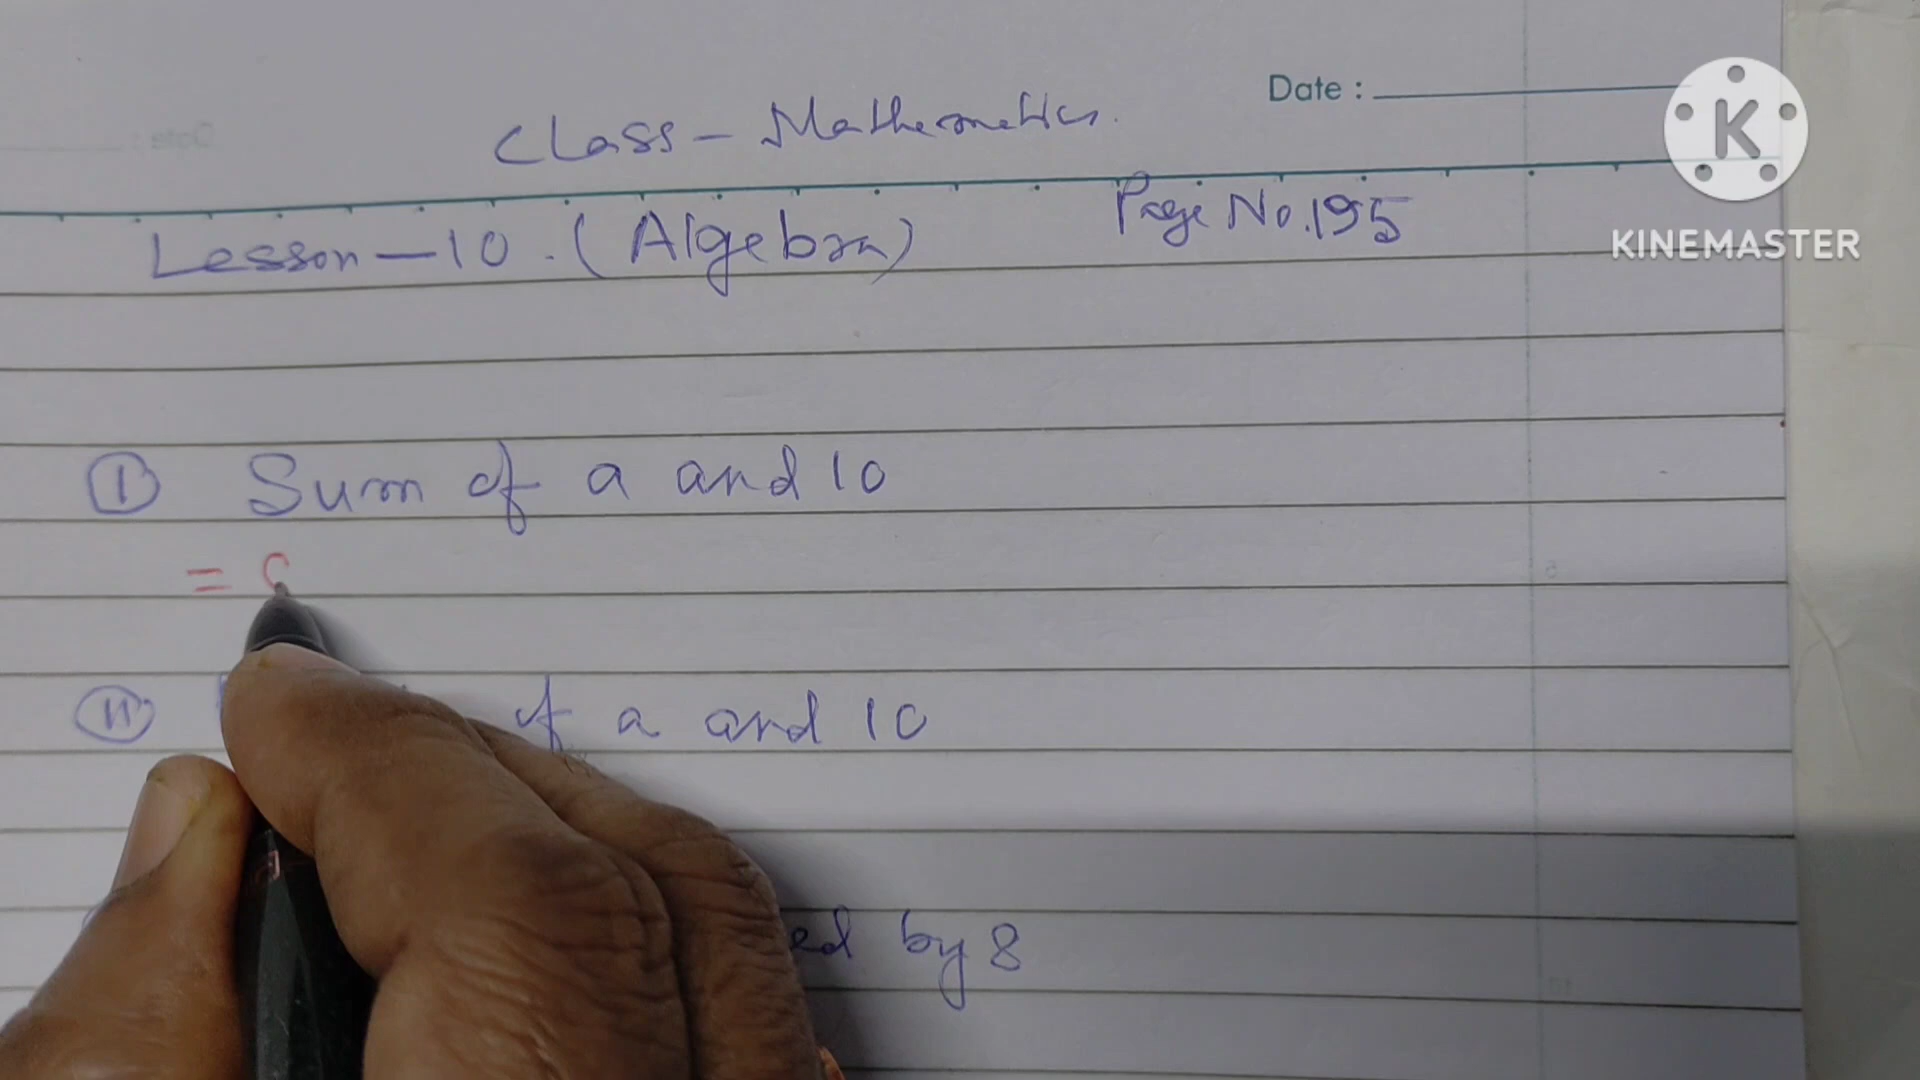 Date :
Class - Mathematics.
K
KINEMASTER
Lesson - 10. (Algebra)
Page No. 195
(I) Sum of a and 10
=
(II) of a and 10
by 8